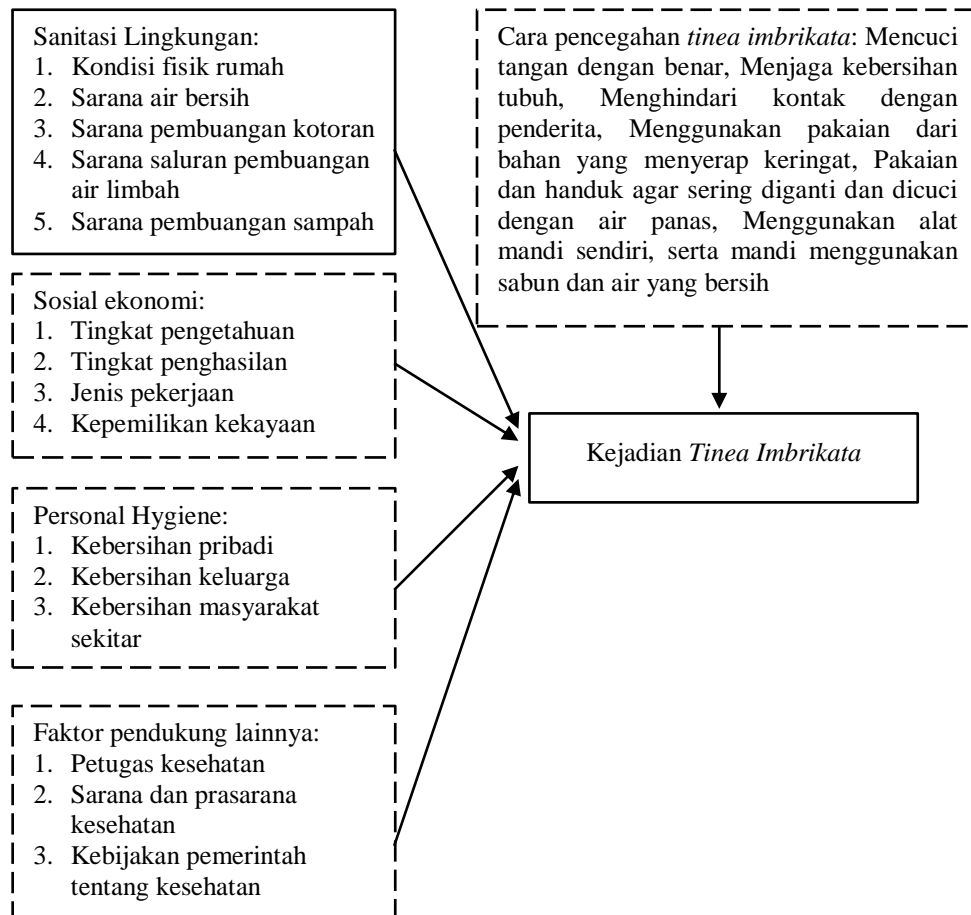 Sanitasi Lingkungan:
1. Kondisi fisik rumah
2. Sarana air bersih
3. Sarana pembuangan kotoran
4. Sarana saluran pembuangan
air limbah
5. Sarana pembuangan sampah
Cara pencegahan tinea imbrikata: Mencuci
tangan dengan benar, Menjaga kebersihan
tubuh, Menghindari kontak dengan
penderita, Menggunakan pakaian dari
bahan yang menyerap keringat, Pakaian
dan handuk agar sering diganti dan dicuci
dengan air panas, Menggunakan alat
mandi sendiri, serta mandi menggunakan
sabun dan air yang bersih
Sosial ekonomi:
1. Tingkat pengetahuan
2. Tingkat penghasilan
3. Jenis pekerjaan
4. Kepemilikan kekayaan
Kejadian Tinea Imbrikata
Personal Hygiene:
1. Kebersihan pribadi
2. Kebersihan keluarga
3. Kebersihan masyarakat
sekitar
Faktor pendukung lainnya:
1. Petugas kesehatan
2. Sarana dan prasarana
kesehatan
3. Kebijakan pemerintah
tentang kesehatan